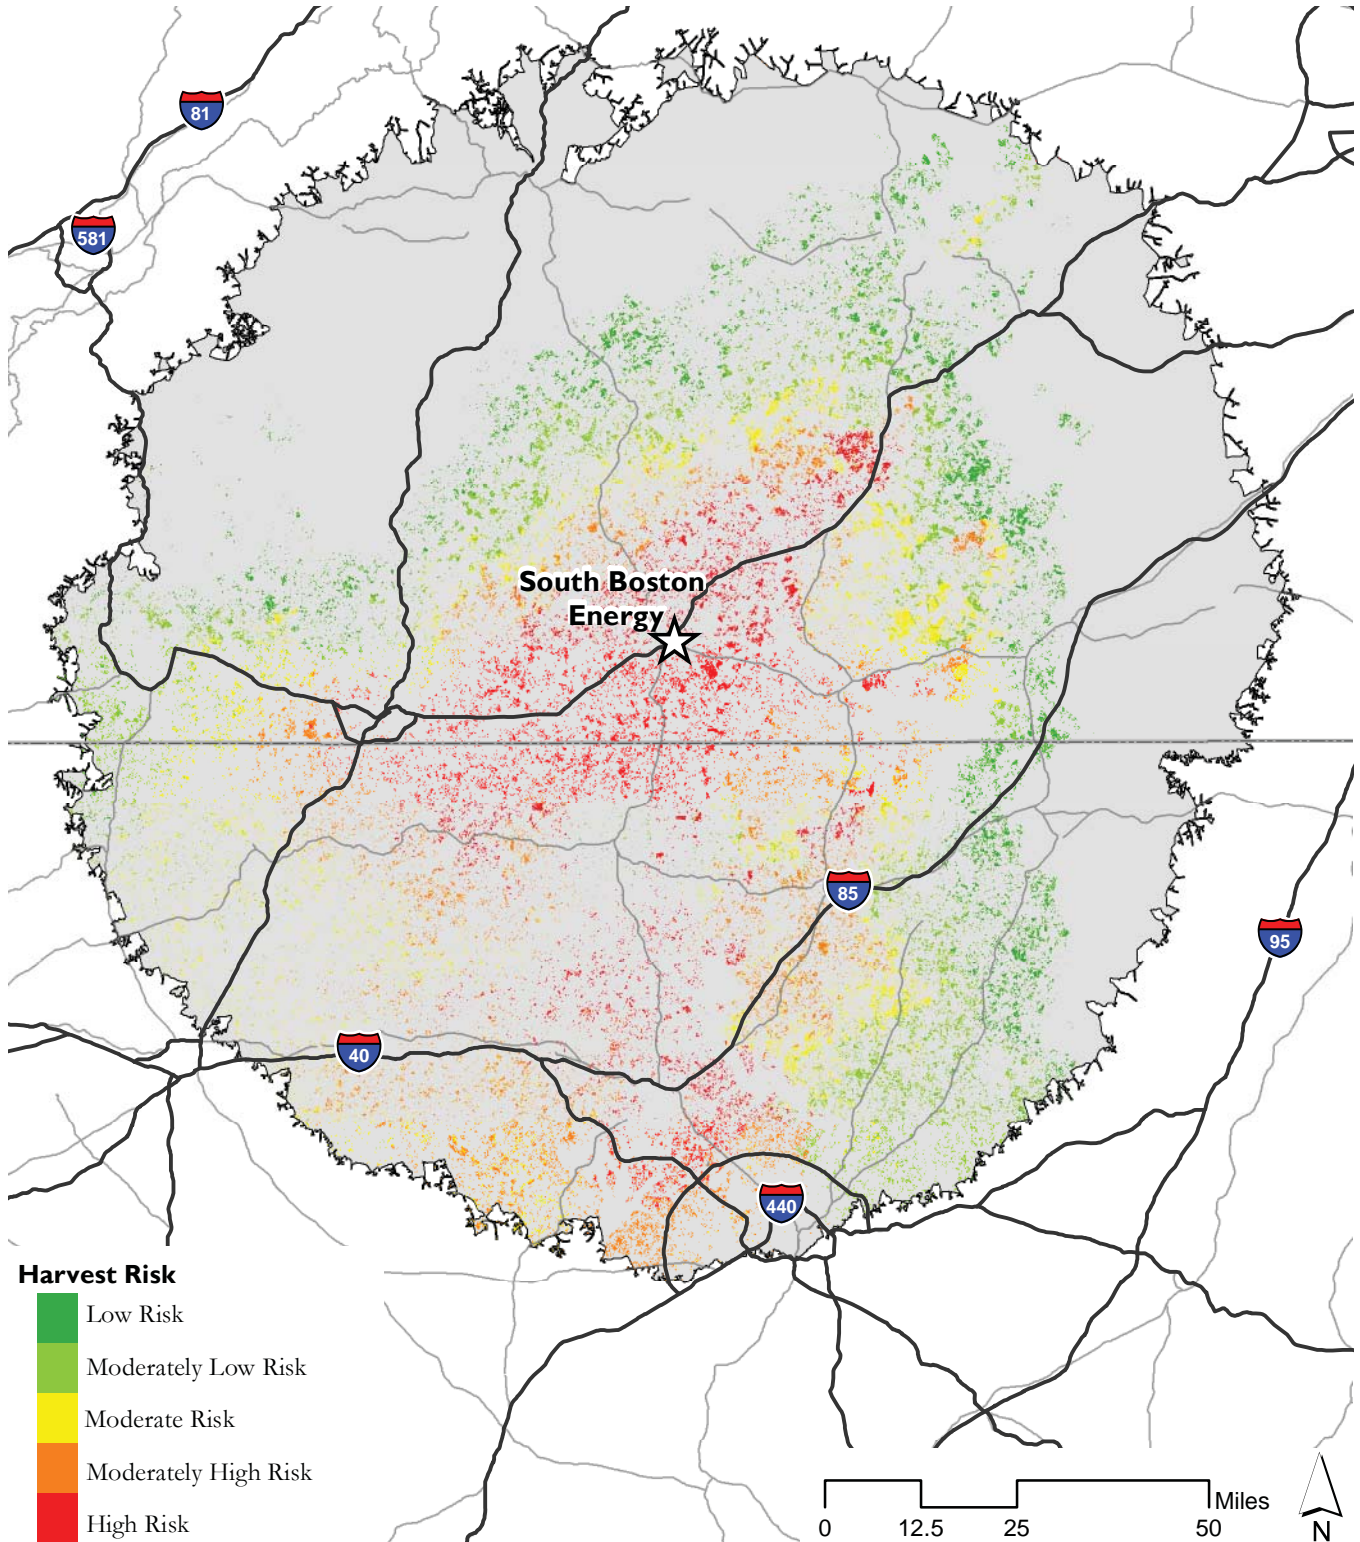 81
581
South Boston
Energy
85
95
40
440
Harvest Risk
Low Risk
Moderately Low Risk
Moderate Risk
Moderately High Risk
High Risk
Miles
0 12.5 25 50
N